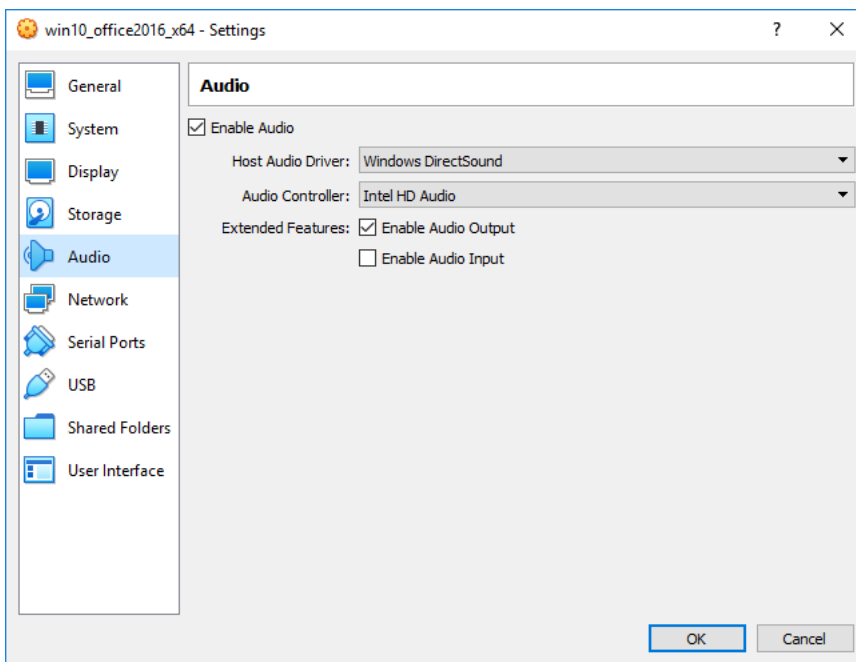 win10_office2016_x64 - Settings ?
General
System
Display
Storage
Audio
Network
Serial Ports
USB
Shared Folders
User Interface
Audio
Enable Audio
Host Audio Driver: Windows DirectSound
Audio Controller: Intel HD Audio
Extended Features: Enable Audio Output
Enable Audio Input
OK Cancel